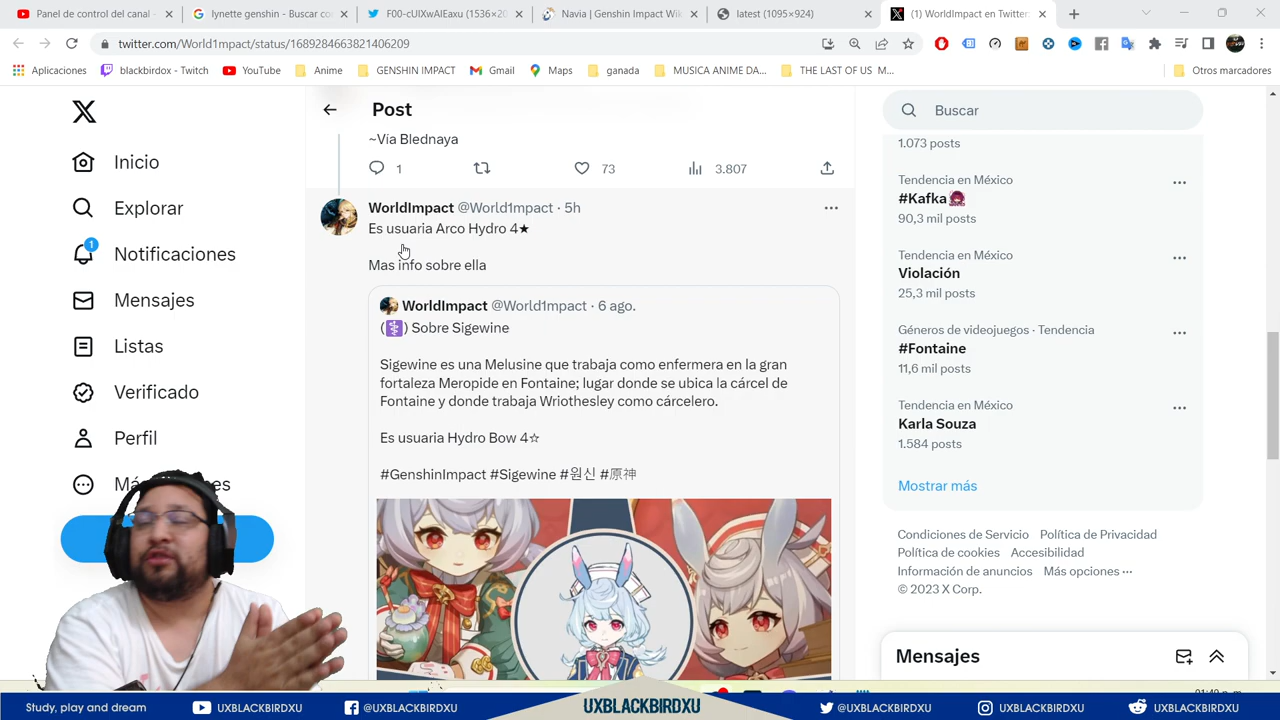 Panel de control del canal -
lynette genshin - Buscar co
F00-cUIXwAIEaxu (1536×20
Navia | Genshin Impact Wik
latest (1095×924)
(1) WorldImpact en Twitter:
twitter.com/World1mpact/status/1689284663821406209
Aplicaciones
blackbirdox - Twitch
YouTube
Anime
GENSHIN IMPACT
Gmail
Maps
ganada
MUSICA ANIME DA...
THE LAST OF US M...
Otros marcadores
Inicio
Explorar
1
Notificaciones
Mensajes
Listas
Verificado
Perfil
Post
~Vía Blednaya
1
73
3.807
WorldImpact @World1mpact · 5h
Es usuaria Arco Hydro 4★
Mas info sobre ella
WorldImpact @World1mpact · 6 ago.
(⚕️) Sobre Sigewine
Sigewine es una Melusine que trabaja como enfermera en la gran
fortaleza Meropide en Fontaine; lugar donde se ubica la cárcel de
Fontaine y donde trabaja Wriothesley como cárcelero.
Es usuaria Hydro Bow 4☆
#GenshinImpact #Sigewine #원신 #原神
Buscar
1.073 posts
Tendencia en México
#Kafka
90,3 mil posts
Tendencia en México
Violación
25,3 mil posts
Géneros de videojuegos · Tendencia
#Fontaine
11,6 mil posts
Tendencia en México
Karla Souza
1.584 posts
Mostrar más
Condiciones de Servicio Política de Privacidad
Política de cookies Accesibilidad
Información de anuncios Más opciones ···
© 2023 X Corp.
Mensajes
Study, play and dream
UXBLACKBIRDXU
@UXBLACKBIRDXU
UXBLACKBIRDXU
@UXBLACKBIRDXU
UXBLACKBIRDXU
UXBLACKBIRDXU